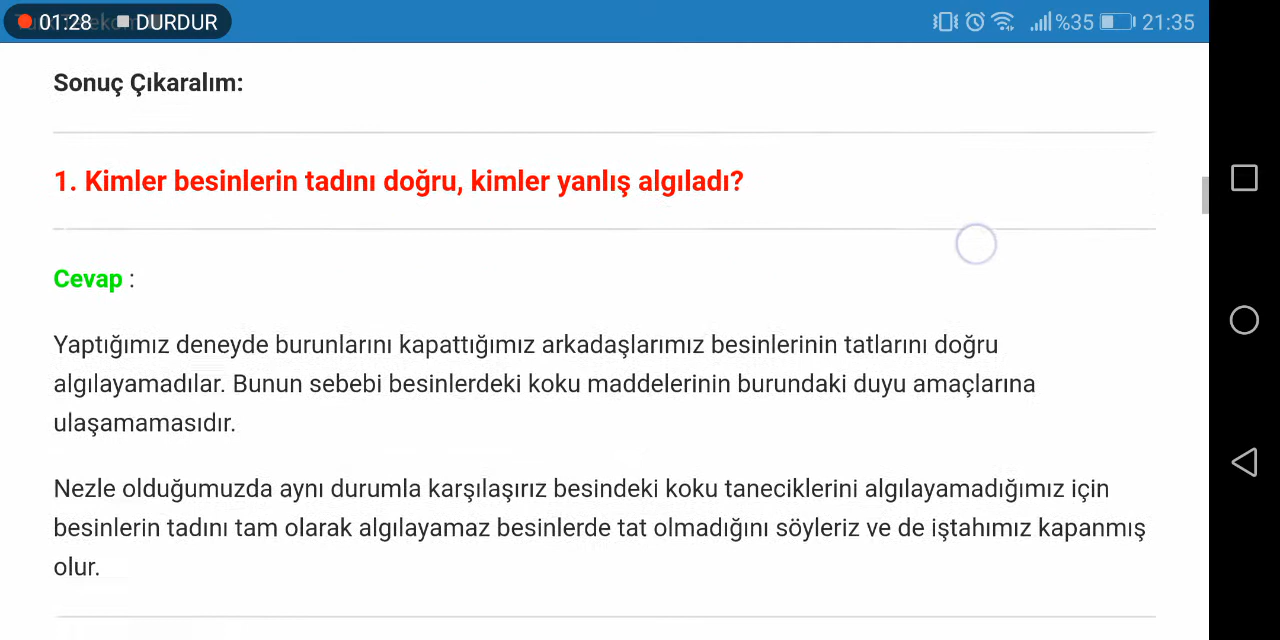 01:28 DURDUR %35 21:35
Sonuç Çıkaralım:
1. Kimler besinlerin tadını doğru, kimler yanlış algıladı?
Cevap :
Yaptığımız deneyde burunlarını kapattığımız arkadaşlarımız besinlerinin tatlarını doğru
algılayamadılar. Bunun sebebi besinlerdeki koku maddelerinin burundaki duyu amaçlarına
ulaşamamasıdır.
Nezle olduğumuzda aynı durumla karşılaşırız besindeki koku taneciklerini algılayamadığımız için
besinlerin tadını tam olarak algılayamaz besinlerde tat olmadığını söyleriz ve de iştahımız kapanmış
olur.